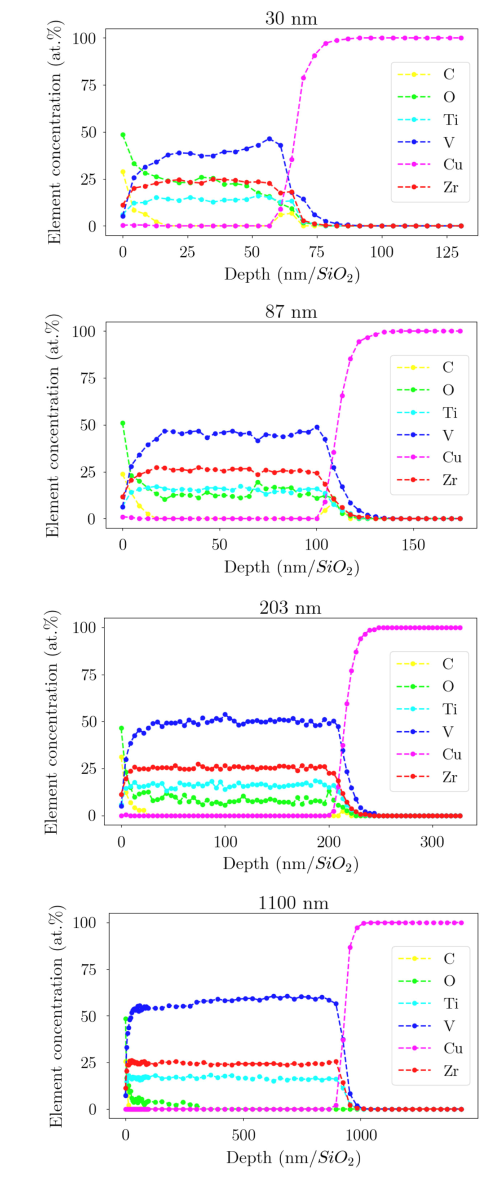 30 nm
Element concentration (at.%)
100
75
50
25
0
C
O
Ti
V
Cu
Zr
0 25 50 75 100 125
Depth (nm/SiO2)
87 nm
Element concentration (at.%)
100
75
50
25
0
C
O
Ti
V
Cu
Zr
0 50 100 150
Depth (nm/SiO2)
203 nm
Element concentration (at.%)
100
75
50
25
0
C
O
Ti
V
Cu
Zr
0 100 200 300
Depth (nm/SiO2)
1100 nm
Element concentration (at.%)
100
75
50
25
0
C
O
Ti
V
Cu
Zr
0 500 1000
Depth (nm/SiO2)